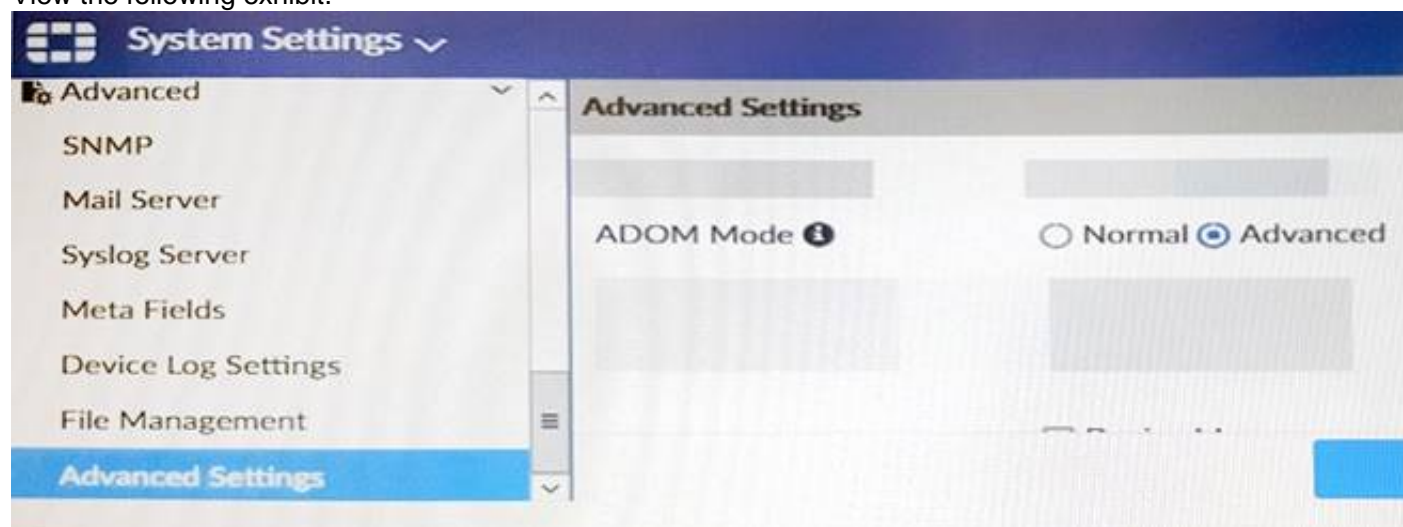 View the following exhibit.
System Settings
Advanced
SNMP
Mail Server
Syslog Server
Meta Fields
Device Log Settings
File Management
Advanced Settings
Advanced Settings
ADOM Mode
Normal Advanced